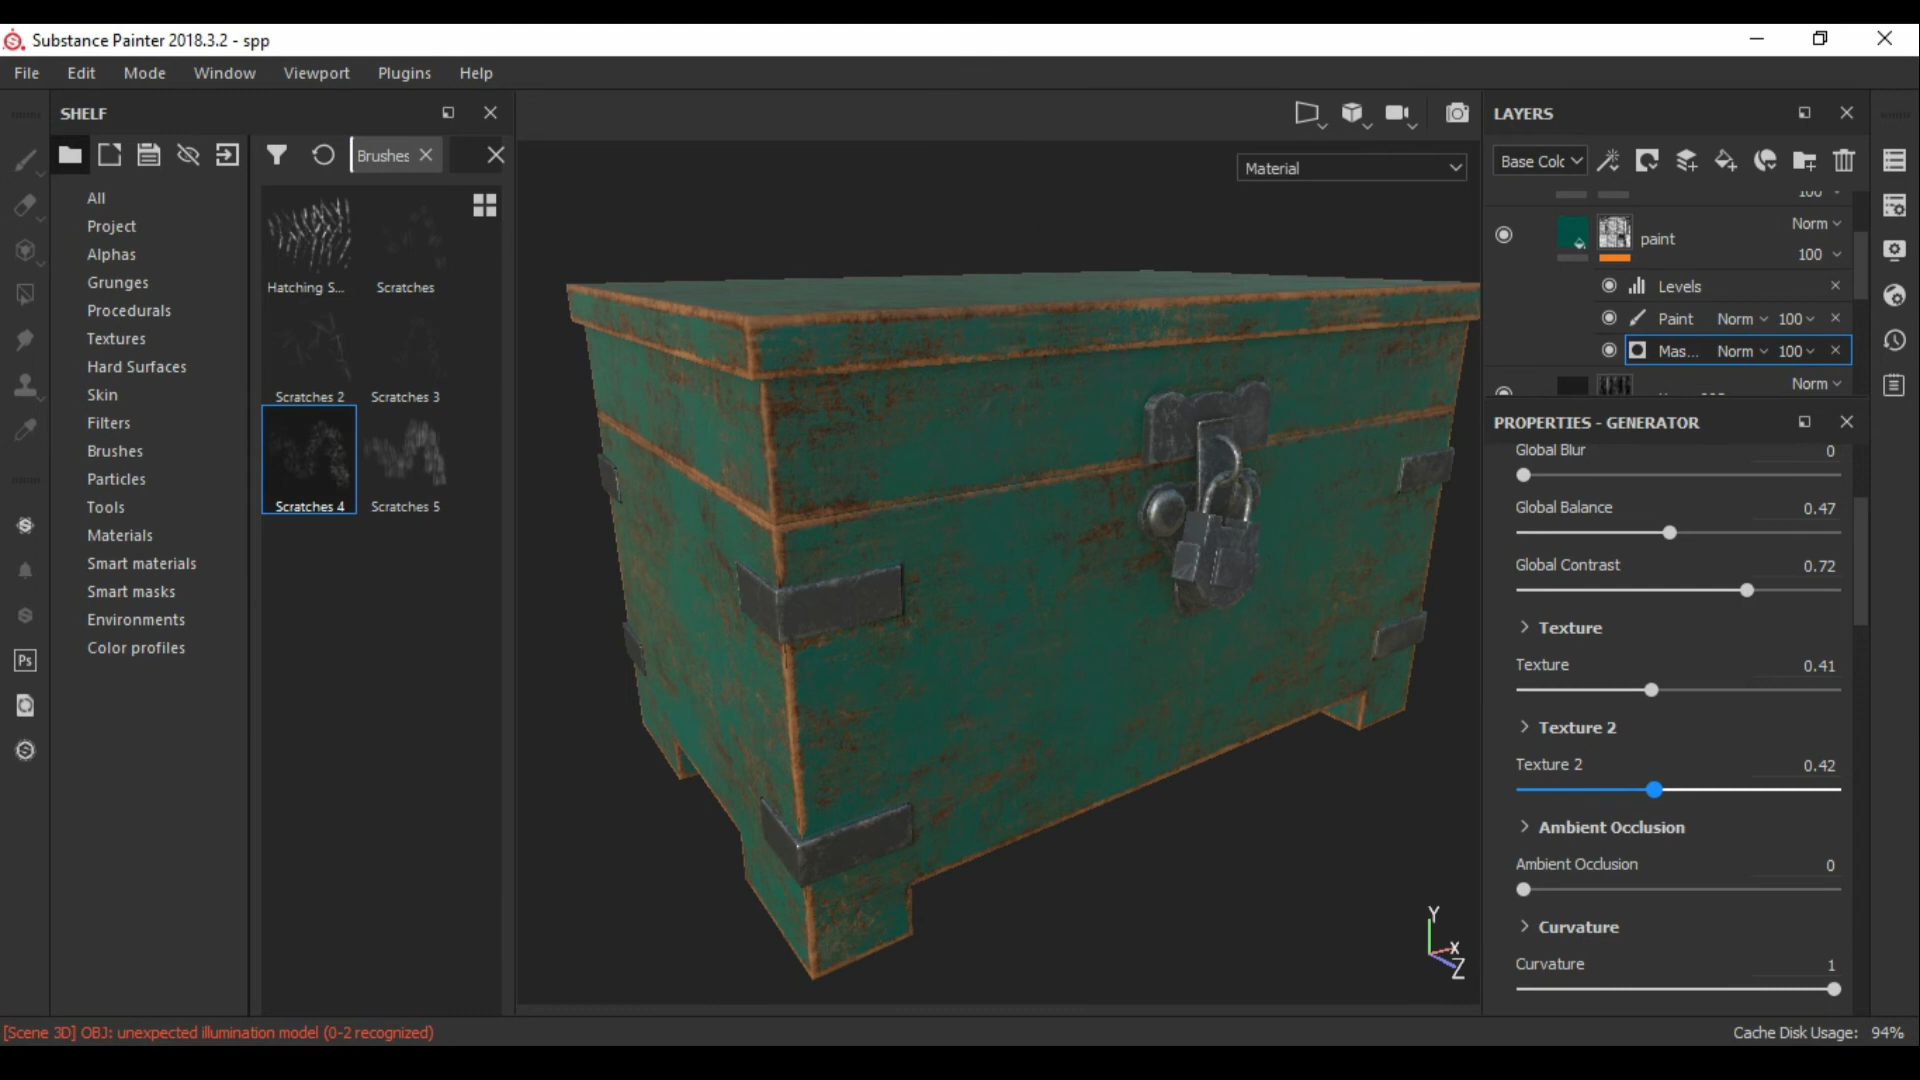 Substance Painter 2018.3.2 - spp
File Edit Mode Window Viewport Plugins Help
SHELF
Brushes
All
Project
Alphas
Grunges
Procedurals
Textures
Hard Surfaces
Skin
Filters
Brushes
Particles
Tools
Materials
Smart materials
Smart masks
Environments
Color profiles
Hatching S... Scratches
Scratches 2 Scratches 3
Scratches 4 Scratches 5
Ps
Material
Y
X
Z
LAYERS
Base Colc
100
Norm
paint
100
Levels
Paint Norm 100
Mas... Norm 100
Norm
PROPERTIES - GENERATOR
Global Blur 0
Global Balance 0.47
Global Contrast 0.72
Texture
Texture 0.41
Texture 2
Texture 2 0.42
Ambient Occlusion
Ambient Occlusion 0
Curvature
Curvature 1
[Scene 3D] OBJ: unexpected illumination model (0-2 recognized)
Cache Disk Usage: 94%